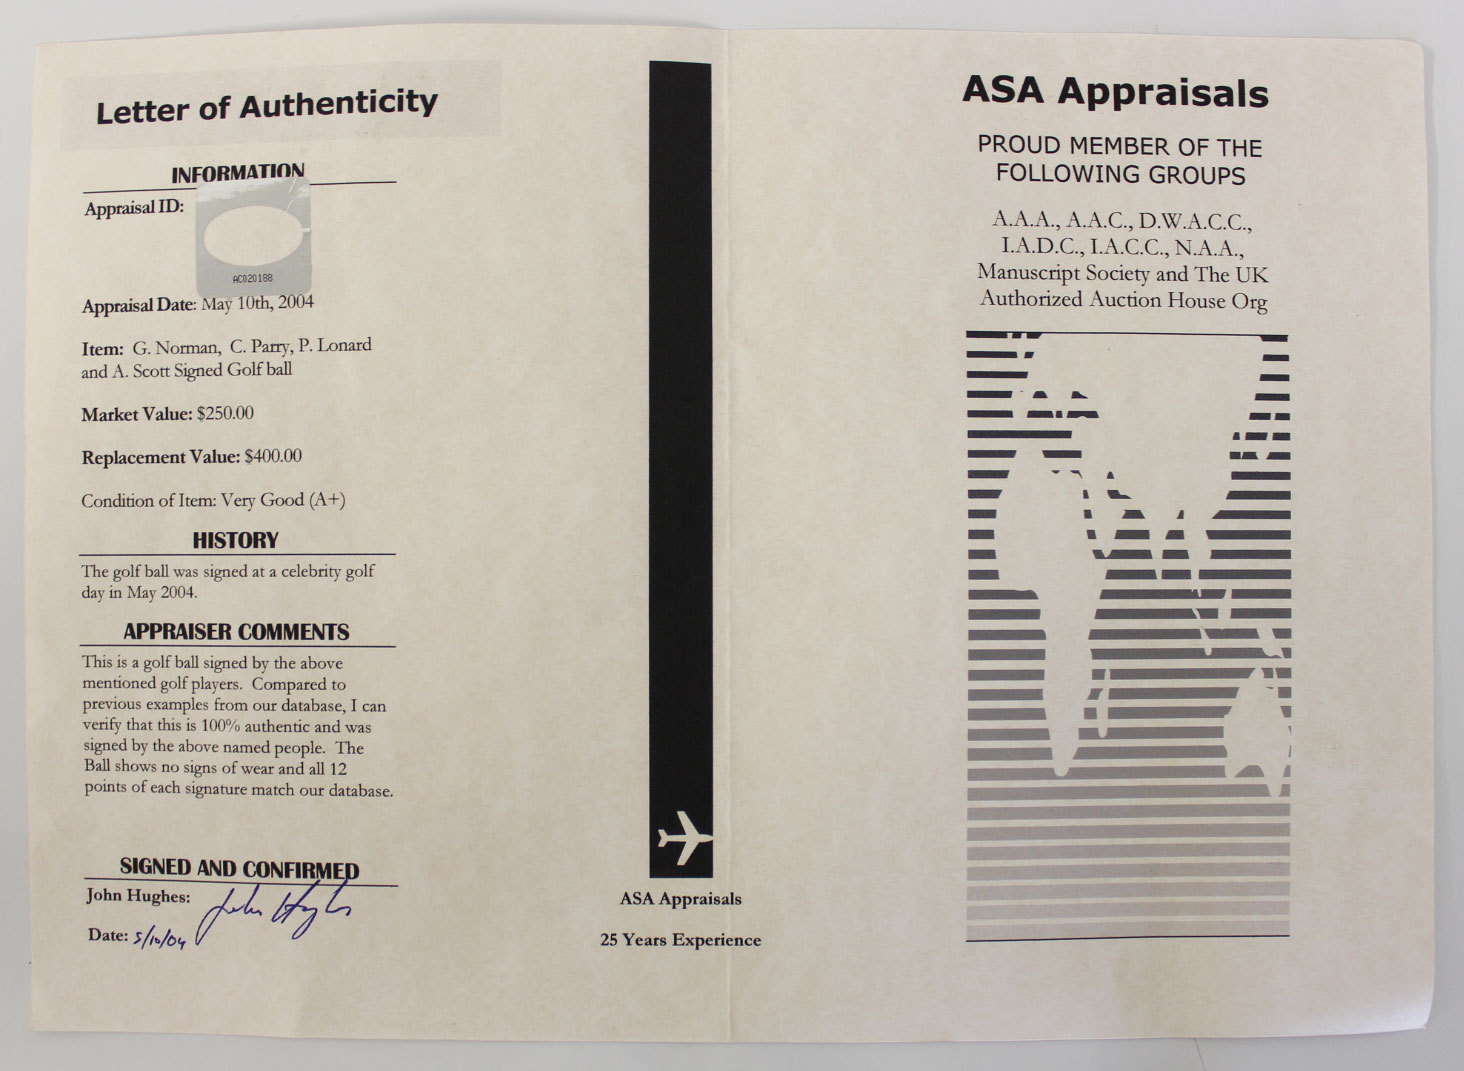 Letter of Authenticity
INFORMATION
Appraisal ID:
AC020188
Appraisal Date: May 10th, 2004
Item: G. Norman, C. Parry, P. Lonard
and A. Scott Signed Golf ball
Market Value: $250.00
Replacement Value: $400.00
Condition of Item: Very Good (A+)
HISTORY
The golf ball was signed at a celebrity golf
day in May 2004.
APPRAISER COMMENTS
This is a golf ball signed by the above
mentioned golf players. Compared to
previous examples from our database, I can
verify that this is 100% authentic and was
signed by the above named people. The
Ball shows no signs of wear and all 12
points of each signature match our database.
SIGNED AND CONFIRMED
John Hughes: John Hughes
Date: 5/10/04
ASA Appraisals
25 Years Experience
ASA Appraisals
PROUD MEMBER OF THE
FOLLOWING GROUPS
A.A.A., A.A.C., D.W.A.C.C.,
I.A.D.C., I.A.C.C., N.A.A.,
Manuscript Society and The UK
Authorized Auction House Org